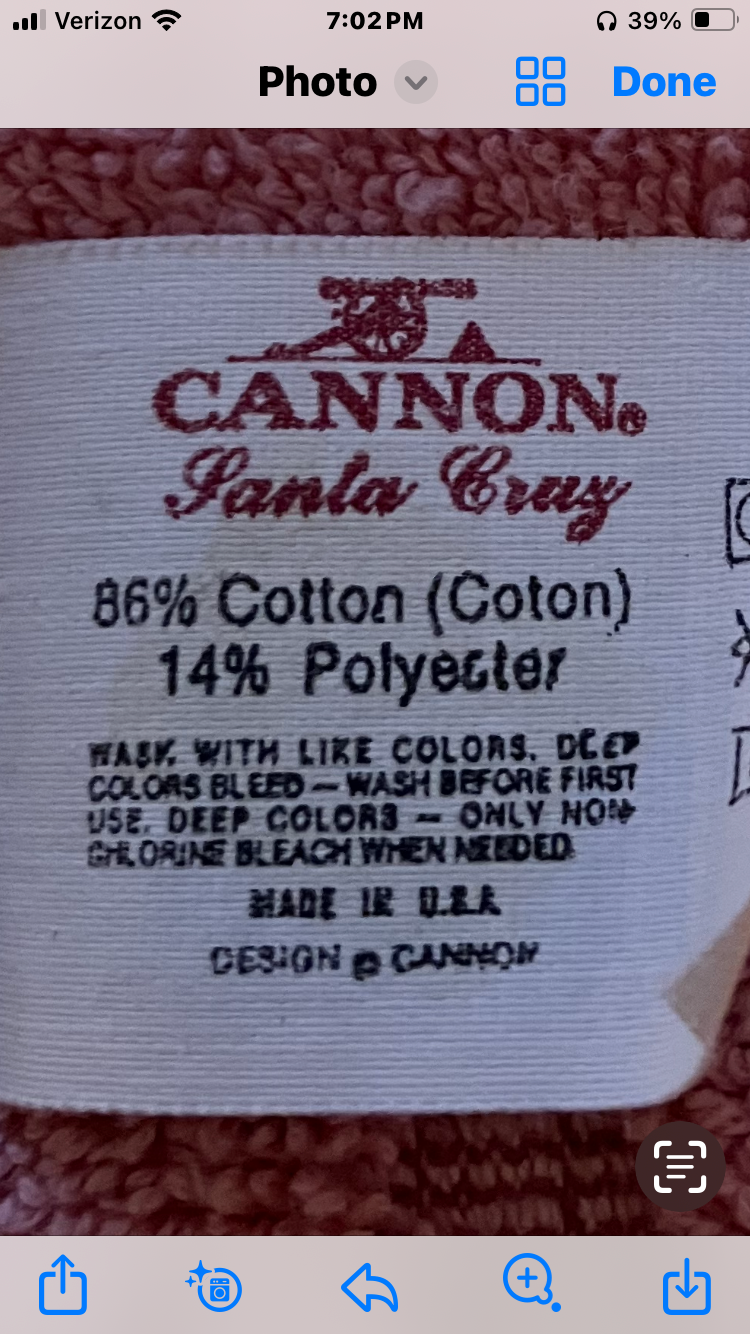 Verizon 7:02 PM 39%
Photo Done
CANNON®
Santa Cruz
86% Cotton (Coton)
14% Polyester
WASH WITH LIKE COLORS. DEEP
COLORS BLEED — WASH BEFORE FIRST
USE. DEEP COLORS — ONLY NON
CHLORINE BLEACH WHEN NEEDED.
MADE IN U.S.A.
DESIGN © CANNON